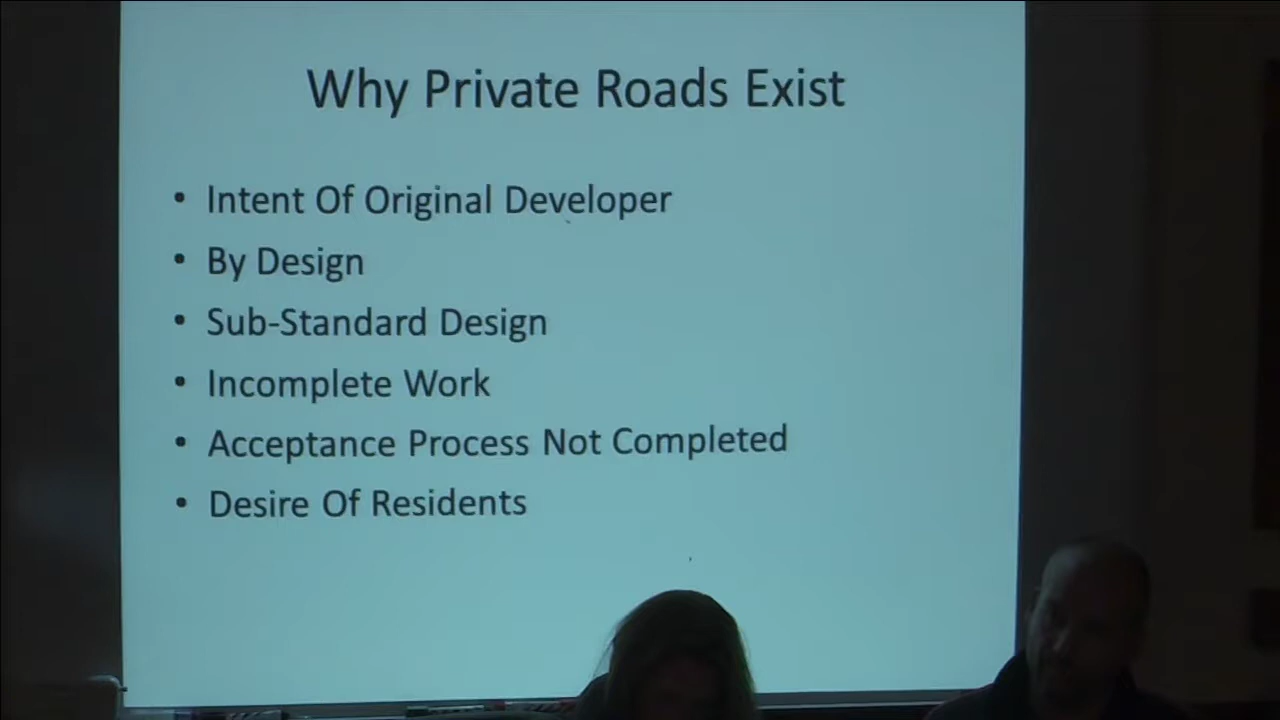 Why Private Roads Exist
• Intent Of Original Developer
• By Design
• Sub-Standard Design
• Incomplete Work
• Acceptance Process Not Completed
• Desire Of Residents